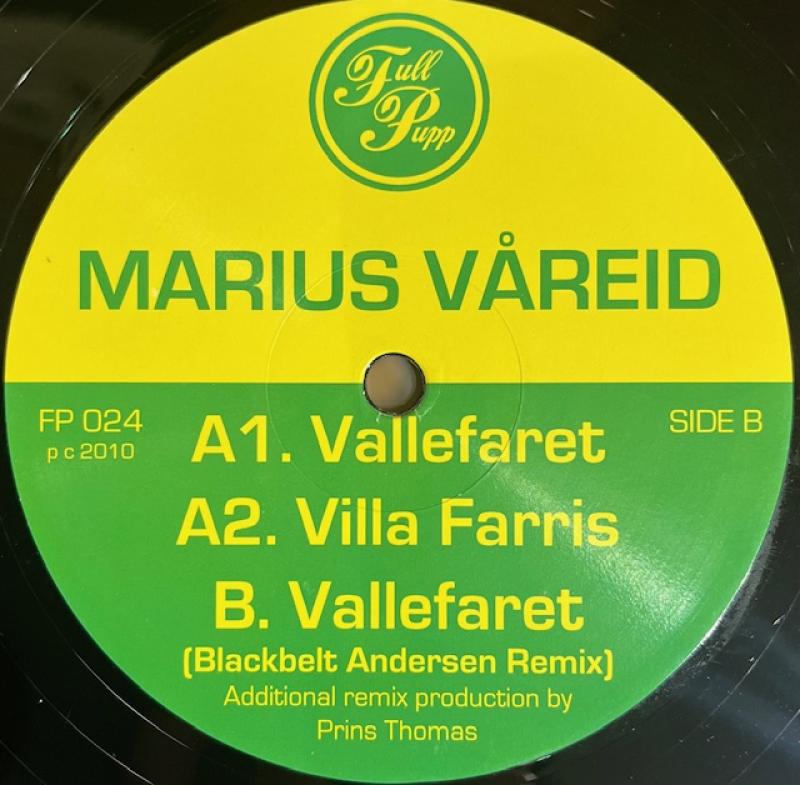 Full
Pupp
MARIUS VÅREID
FP 024
p c 2010
SIDE B
A1. Vallefaret
A2. Villa Farris
B. Vallefaret
(Blackbelt Andersen Remix)
Additional remix production by
Prins Thomas